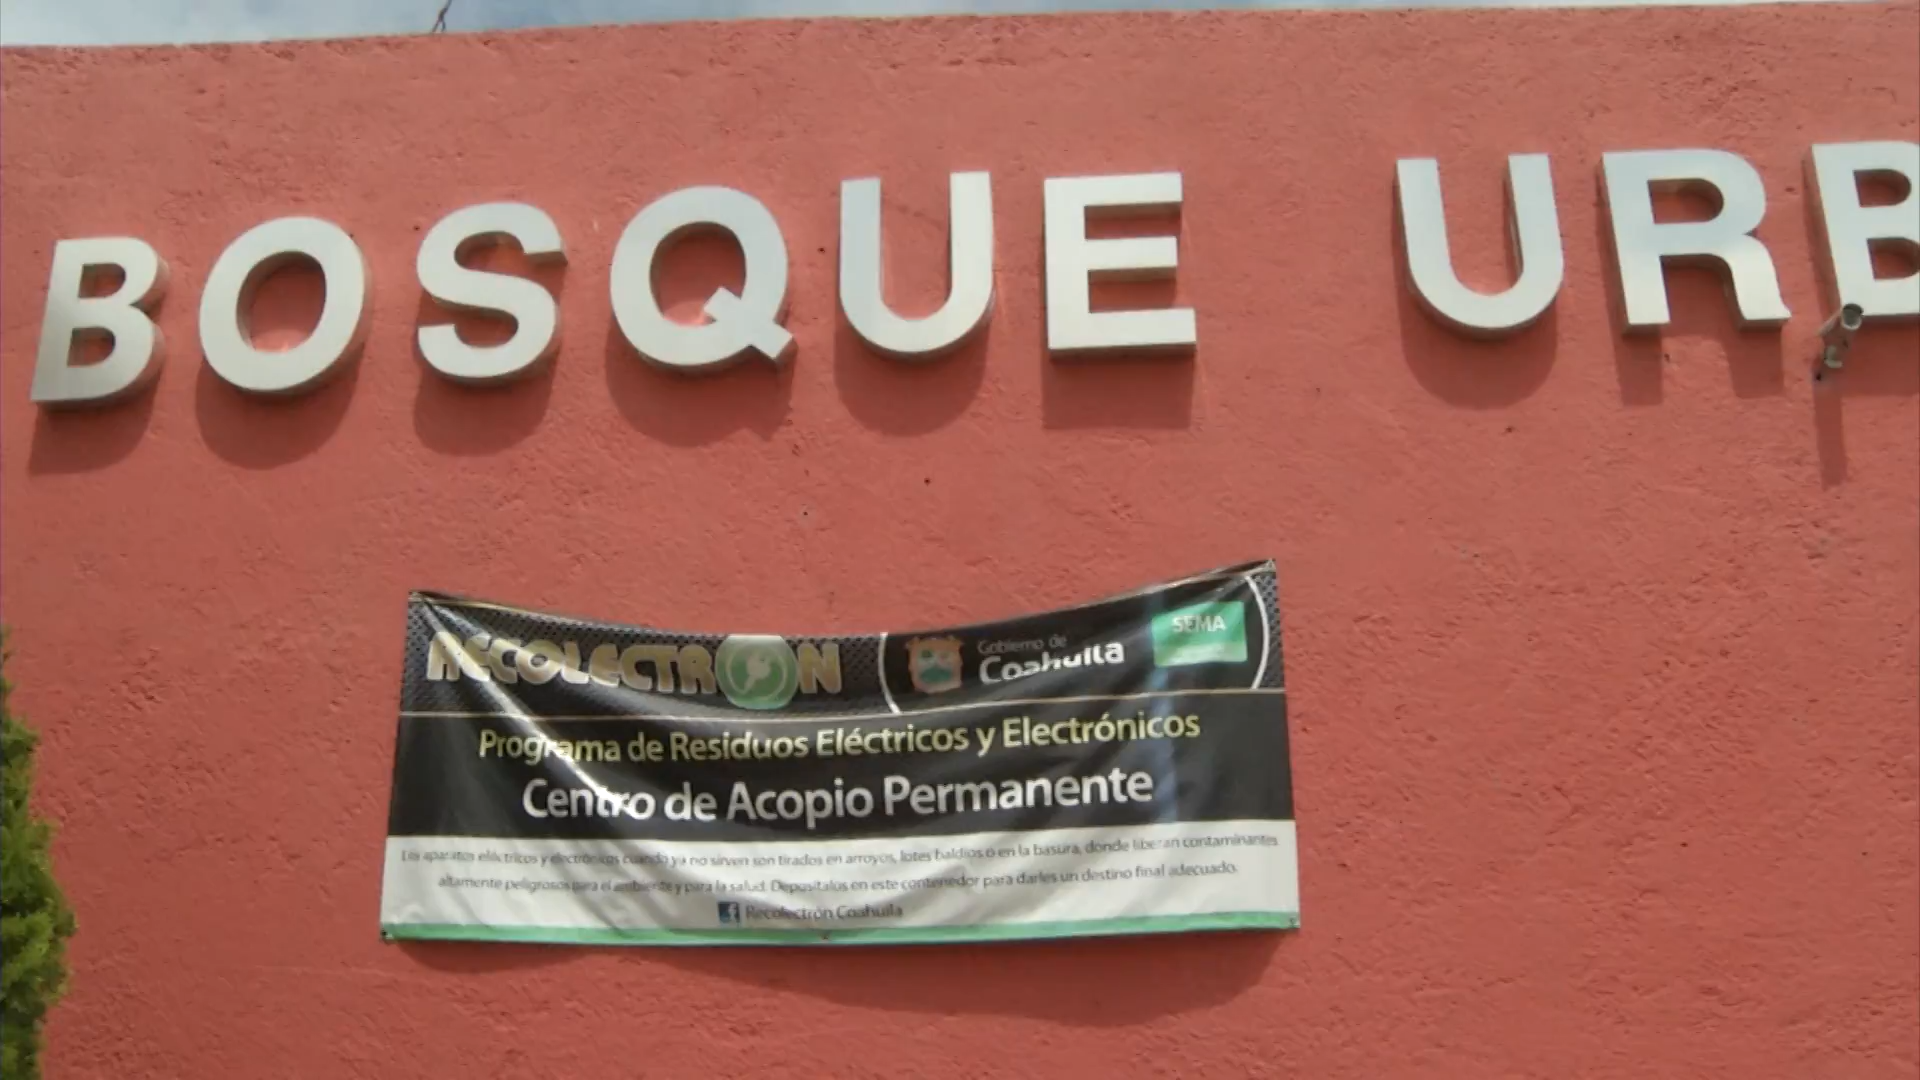 BOSQUE URB
RECOLECTRON
Gobierno de
Coahuila
SEMA
Programa de Residuos Eléctricos y Electrónicos
Centro de Acopio Permanente
Los aparatos eléctricos y electrónicos cuando ya no sirven son tirados en arroyos, lotes baldíos o en la basura, donde liberan contaminantes
altamente peligrosos para el ambiente y para la salud. Deposítalos en este contenedor para darles un destino final adecuado.
Recolectrón Coahuila